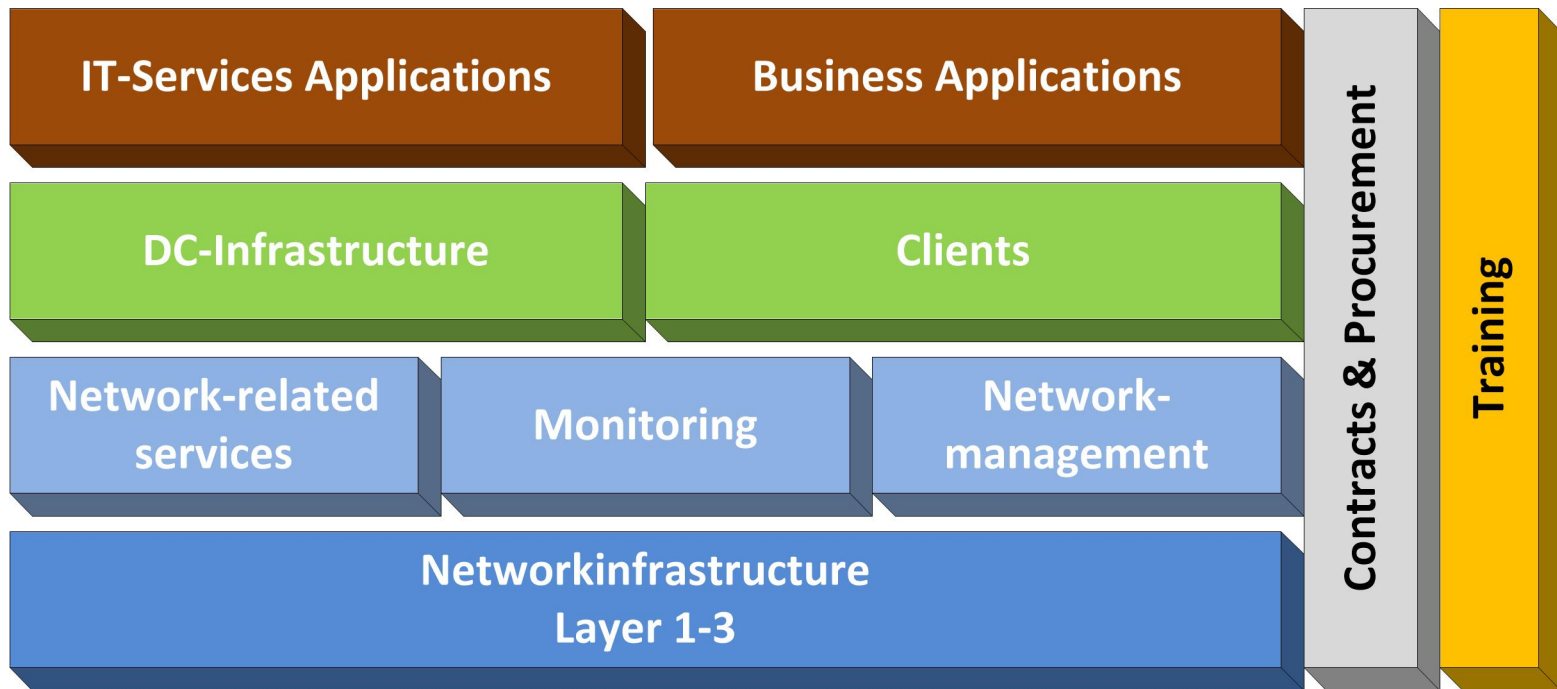 IT-Services Applications
Business Applications
DC-Infrastructure
Clients
Network-related
services
Monitoring
Network-
management
Networkinfrastructure
Layer 1-3
Contracts & Procurement
Training